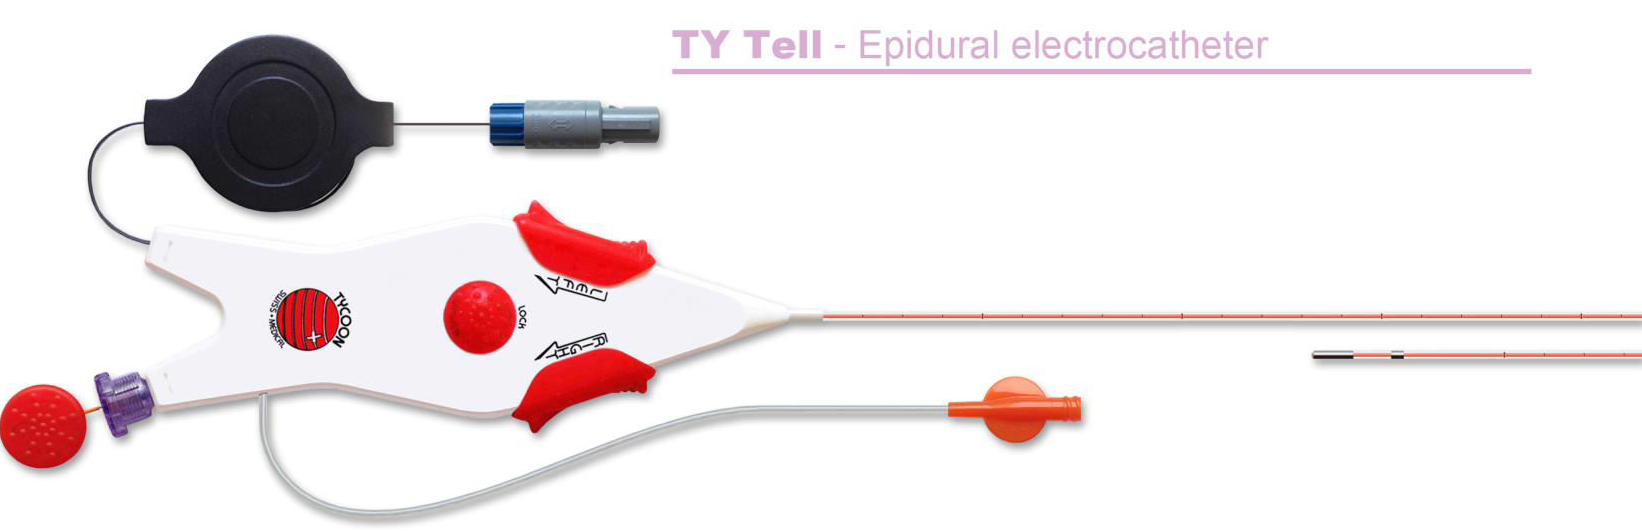 TY Tell - Epidural electrocatheter
LEFT
LOCK
TYCOON
SWISS • MEDICAL
RIGHT